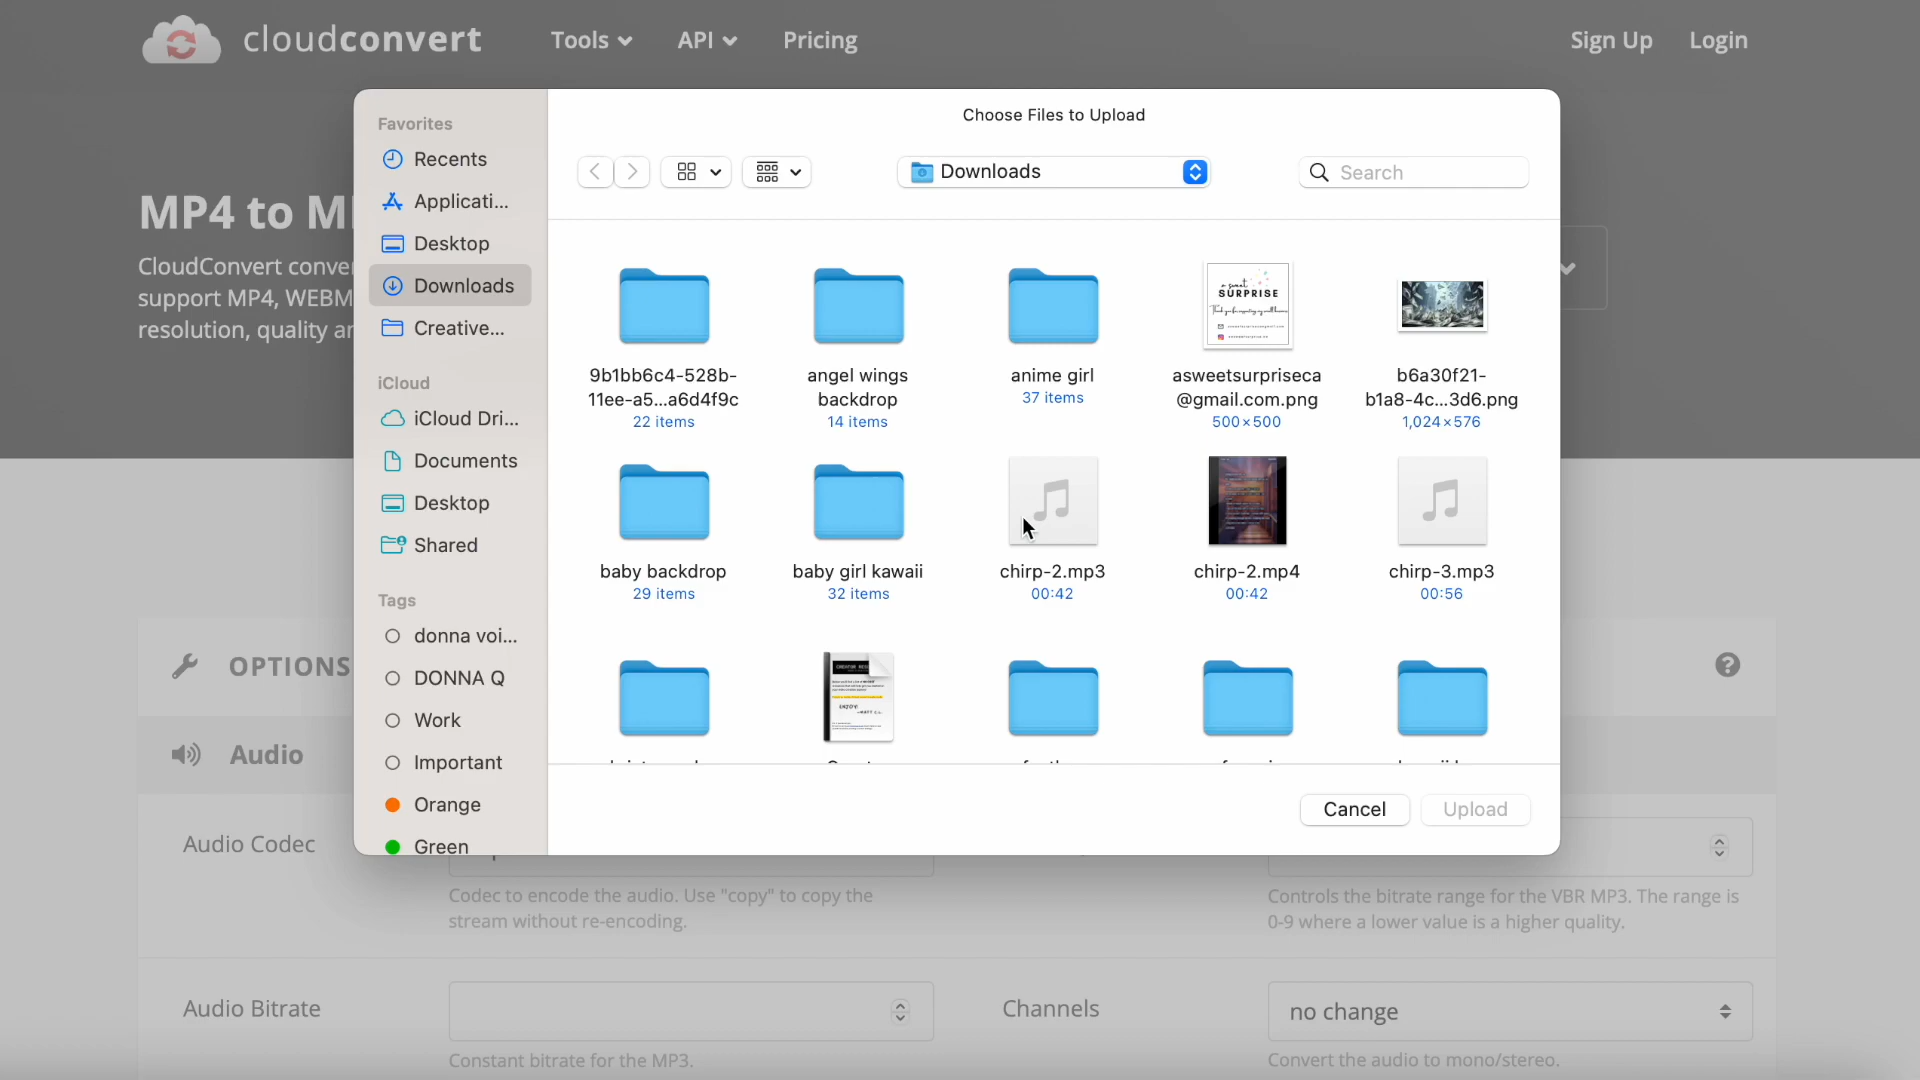 cloudconvert
Tools
API
Pricing
Sign Up
Login
MP4 to
CloudConvert
support MP4, WEBM
resolution, quality
Favorites
Recents
Applicati...
Desktop
Downloads
Creative...
iCloud
iCloud Dri...
Documents
Desktop
Shared
Tags
donna voi...
DONNA Q
Work
Important
Orange
Green
Choose Files to Upload
Downloads
Search
9b1bb6c4-528b-
11ee-a5...a6d4f9c
22 items
angel wings
backdrop
14 items
anime girl
37 items
a sweet
SURPRISE
asweetsurpriseca
@gmail.com.png
500×500
b6a30f21-
b1a8-4c...3d6.png
1,024×576
baby backdrop
29 items
baby girl kawaii
32 items
chirp-2.mp3
00:42
chirp-2.mp4
00:42
chirp-3.mp3
00:56
ENJOY!
Cancel
Upload
OPTIONS
Audio
Audio Codec
Codec to encode the audio. Use "copy" to copy the
stream without re-encoding.
Controls the bitrate range for the VBR MP3. The range is
0-9 where a lower value is a higher quality.
Audio Bitrate
Constant bitrate for the MP3.
Channels
no change
Convert the audio to mono/stereo.